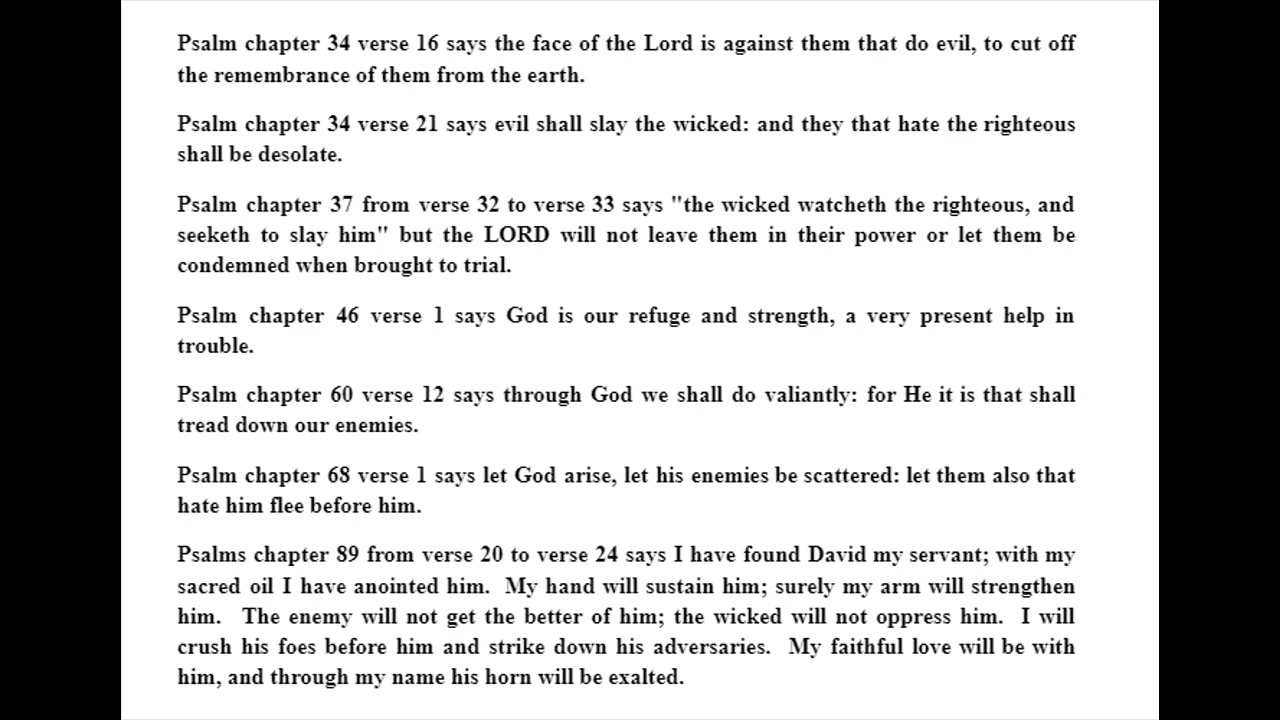 Psalm chapter 34 verse 16 says the face of the Lord is against them that do evil, to cut off
the remembrance of them from the earth.
Psalm chapter 34 verse 21 says evil shall slay the wicked: and they that hate the righteous
shall be desolate.
Psalm chapter 37 from verse 32 to verse 33 says "the wicked watcheth the righteous, and
seeketh to slay him" but the LORD will not leave them in their power or let them be
condemned when brought to trial.
Psalm chapter 46 verse 1 says God is our refuge and strength, a very present help in
trouble.
Psalm chapter 60 verse 12 says through God we shall do valiantly: for He it is that shall
tread down our enemies.
Psalm chapter 68 verse 1 says let God arise, let his enemies be scattered: let them also that
hate him flee before him.
Psalms chapter 89 from verse 20 to verse 24 says I have found David my servant; with my
sacred oil I have anointed him.  My hand will sustain him; surely my arm will strengthen
him.  The enemy will not get the better of him; the wicked will not oppress him.  I will
crush his foes before him and strike down his adversaries.  My faithful love will be with
him, and through my name his horn will be exalted.